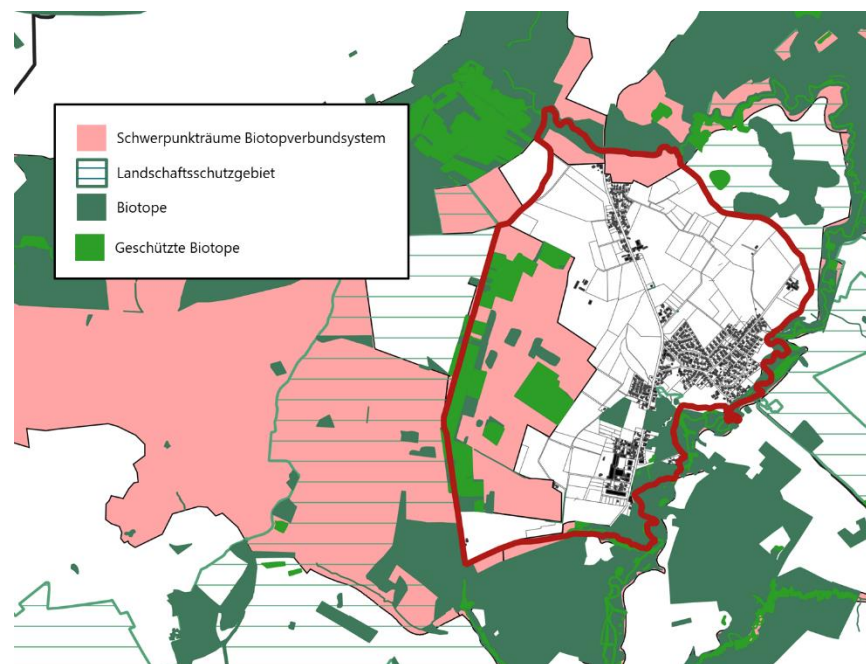 Schwerpunkträume Biotopverbundsystem
Landschaftsschutzgebiet
Biotope
Geschützte Biotope